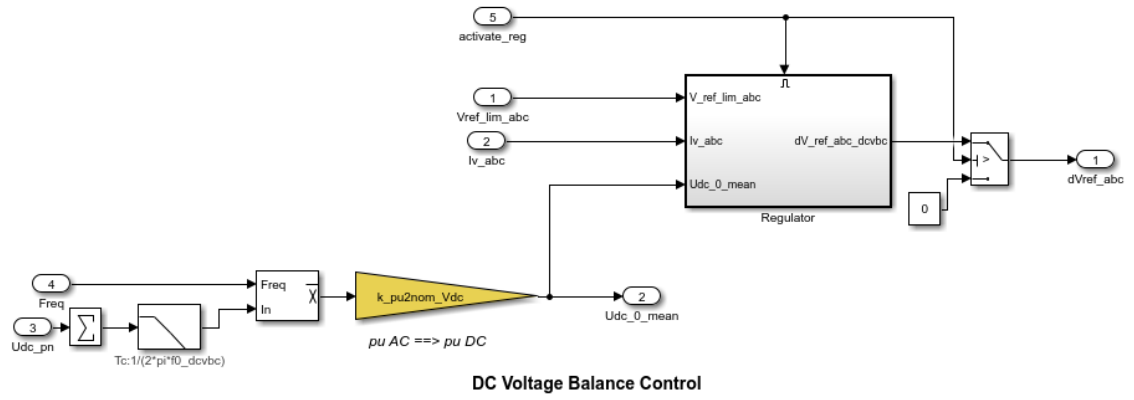 5
activate_reg
1
Vref_lim_abc
2
Iv_abc
V_ref_lim_abc
Iv_abc
Udc_0_mean
dV_ref_abc_dcvbc
Regulator
>
0
1
dVref_abc
4
Freq
3
Udc_pn
Σ
Tc:1/(2*pi*f0_dcvbc)
Freq
In
X
k_pu2nom_Vdc
pu AC ==> pu DC
2
Udc_0_mean
DC Voltage Balance Control